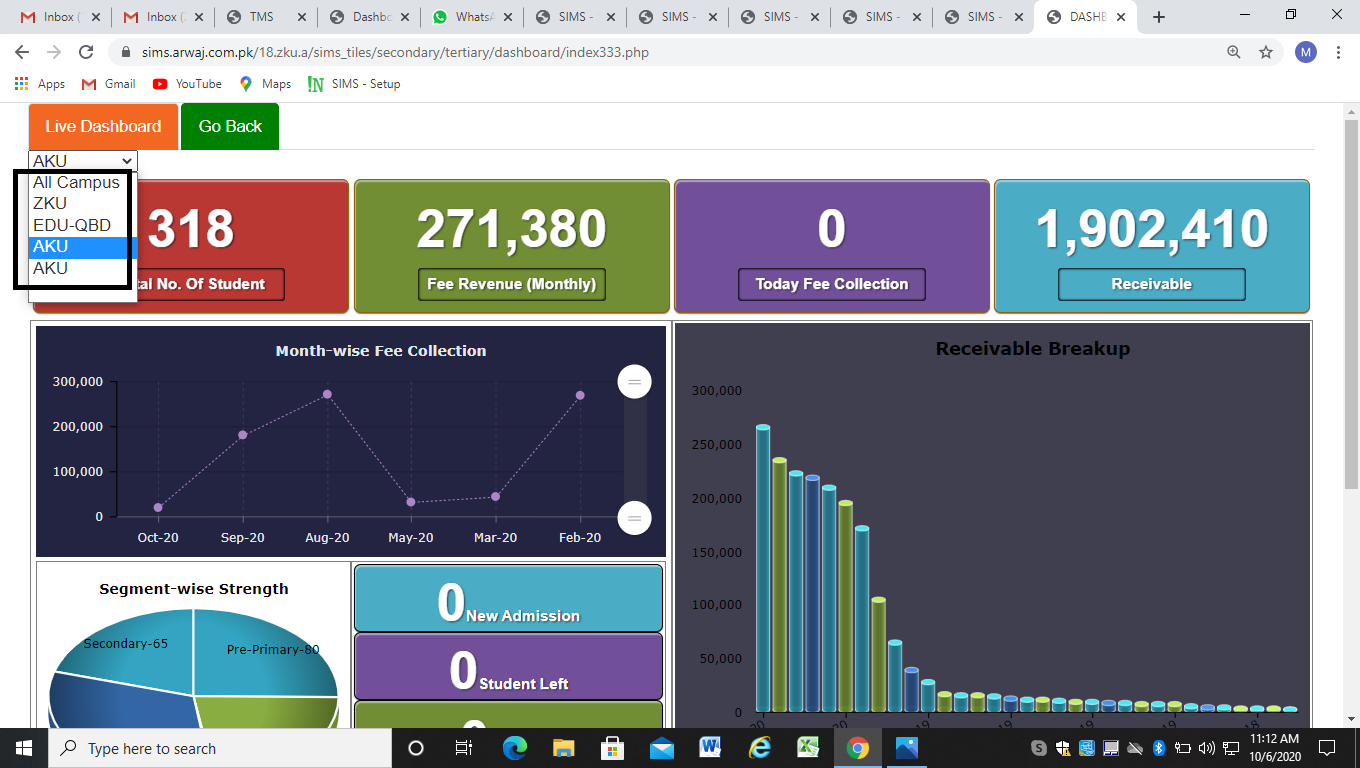 Inbox (
Inbox (2
TMS
Dashbo
WhatsA
SIMS -
SIMS -
SIMS -
SIMS -
SIMS -
DASHB
sims.arwaj.com.pk/18.zku.a/sims_tiles/secondary/tertiary/dashboard/index333.php
M
Apps
Gmail
YouTube
Maps
SIMS - Setup
Live Dashboard
Go Back
AKU
All Campus
ZKU
EDU-QBD
AKU
AKU
318
tal No. Of Student
271,380
Fee Revenue (Monthly)
0
Today Fee Collection
1,902,410
Receivable
Month-wise Fee Collection
300,000
200,000
100,000
0
Oct-20
Sep-20
Aug-20
May-20
Mar-20
Feb-20
Receivable Breakup
300,000
250,000
200,000
150,000
100,000
50,000
0
Segment-wise Strength
Secondary-65
Pre-Primary-80
0 New Admission
0 Student Left
Type here to search
11:12 AM
10/6/2020